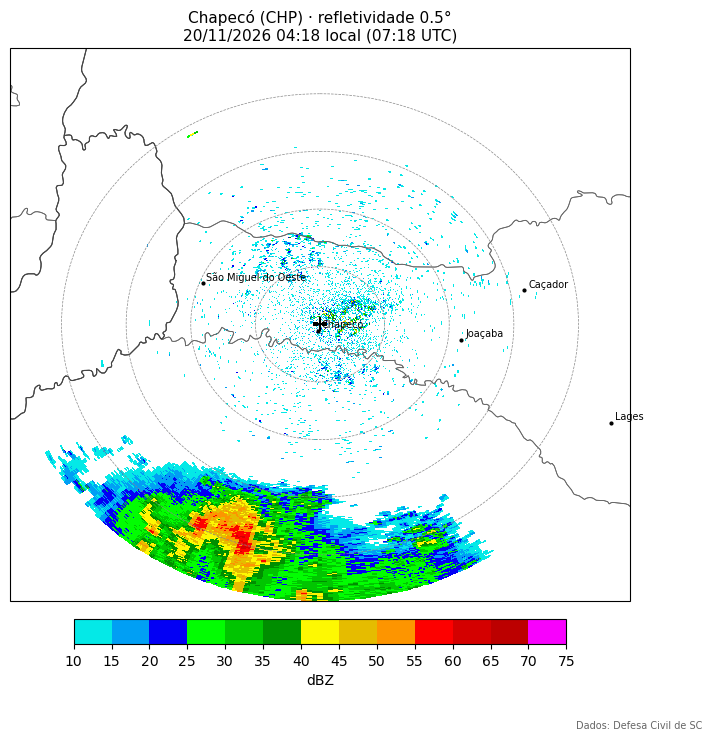 Chapecó (CHP) · refletividade 0.5°
20/11/2026 04:18 local (07:18 UTC)
São Miguel do Oeste
Caçador
Chapecó
Joaçaba
Lages
10 15 20 25 30 35 40 45 50 55 60 65 70 75
dBZ
Dados: Defesa Civil de SC